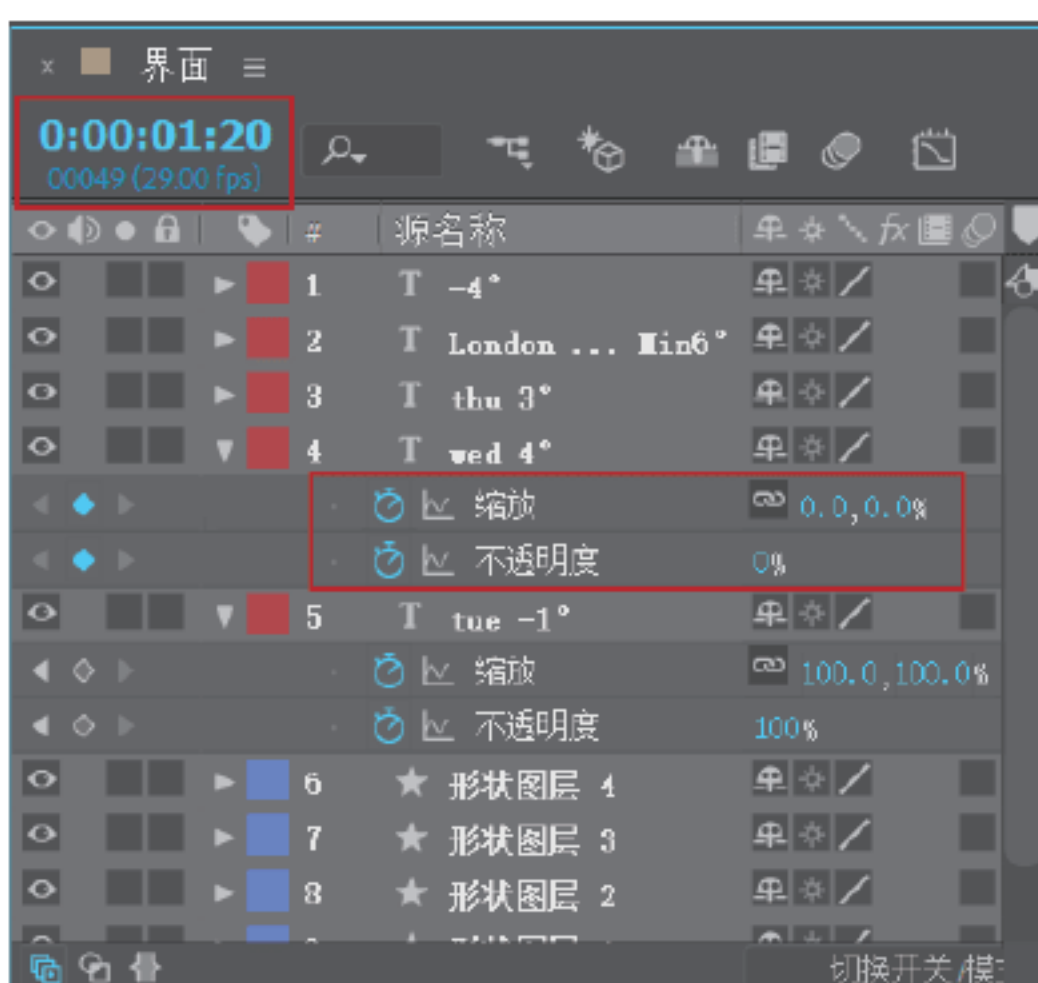 × 界面 ≡
0:00:01:20
00049 (29.00 fps)
# 源名称 fx
1 T -4°
2 T London ... Min6°
3 T thu 3°
4 T wed 4°
缩放 0.0,0.0%
不透明度 0%
5 T tue -1°
缩放 100.0,100.0%
不透明度 100%
6 ★ 形状图层 4
7 ★ 形状图层 3
8 ★ 形状图层 2
切换开关/模